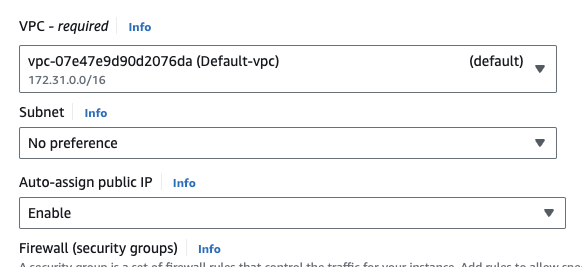 VPC - required Info
vpc-07e47e9d90d2076da (Default-vpc) (default)
172.31.0.0/16
Subnet Info
No preference
Auto-assign public IP Info
Enable
Firewall (security groups) Info
A security group is a set of firewall rules that control the traffic for your instance. Add rules to allow spe